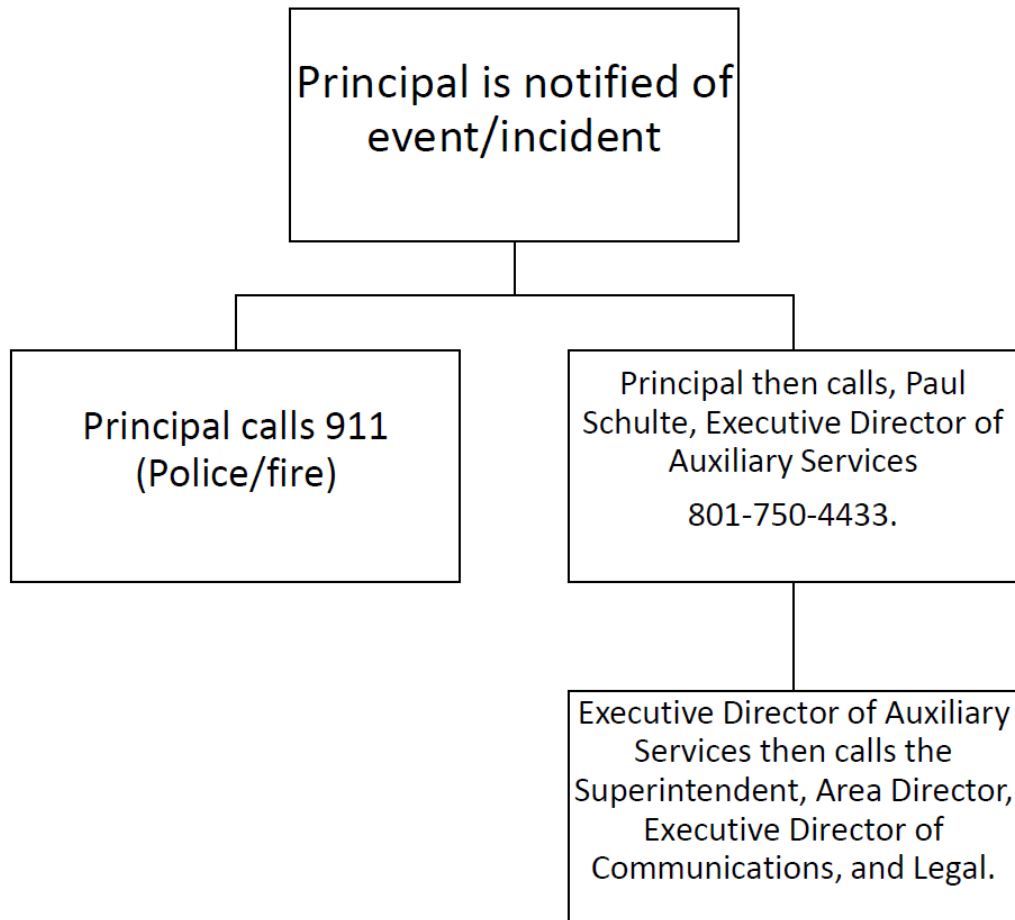 Principal is notified of
event/incident
Principal calls 911
(Police/fire)
Principal then calls, Paul
Schulte, Executive Director of
Auxiliary Services
801-750-4433.
Executive Director of Auxiliary
Services then calls the
Superintendent, Area Director,
Executive Director of
Communications, and Legal.